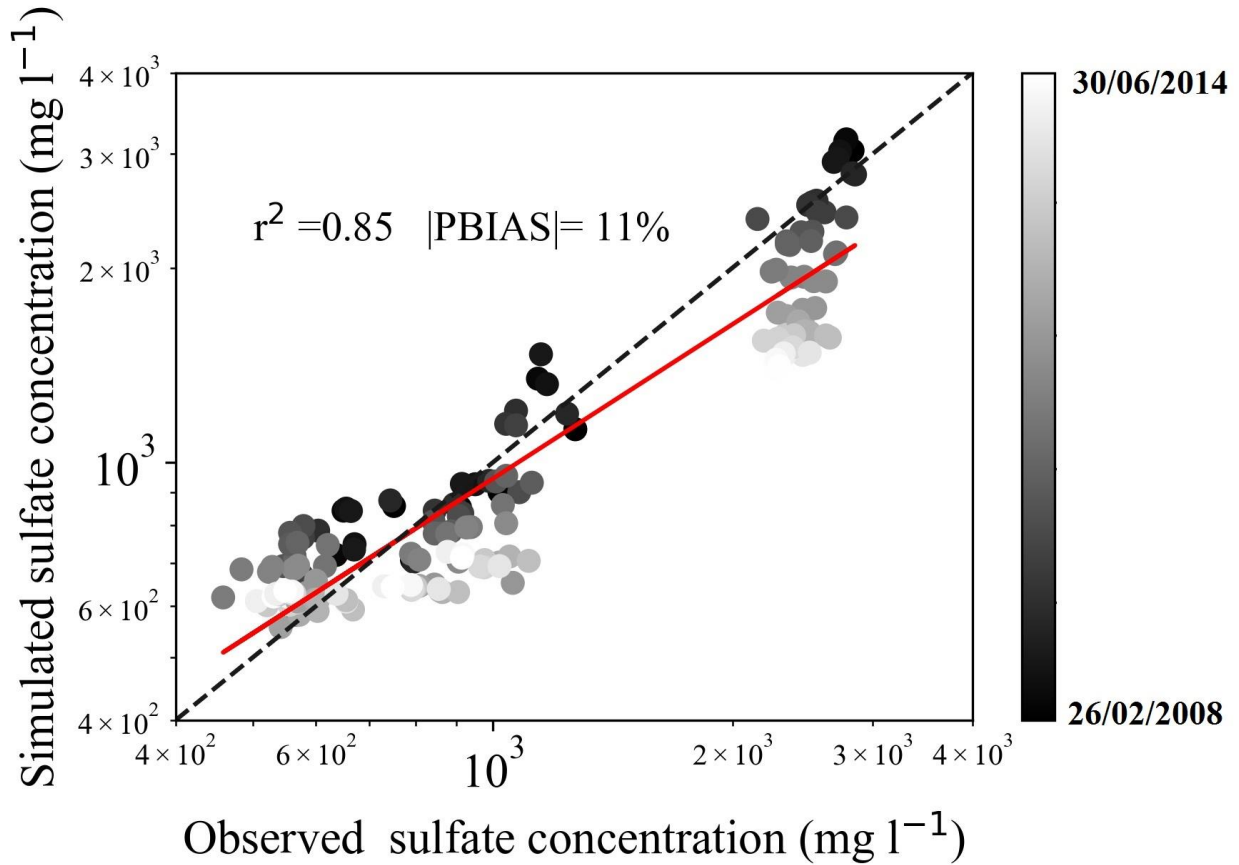 Simulated sulfate concentration (mg l⁻¹)
4 × 10³
3 × 10³
2 × 10³
10³
6 × 10²
4 × 10²
r² =0.85 |PBIAS|= 11%
30/06/2014
26/02/2008
4 × 10² 6 × 10² 10³ 2 × 10³ 3 × 10³ 4 × 10³
Observed sulfate concentration (mg l⁻¹)